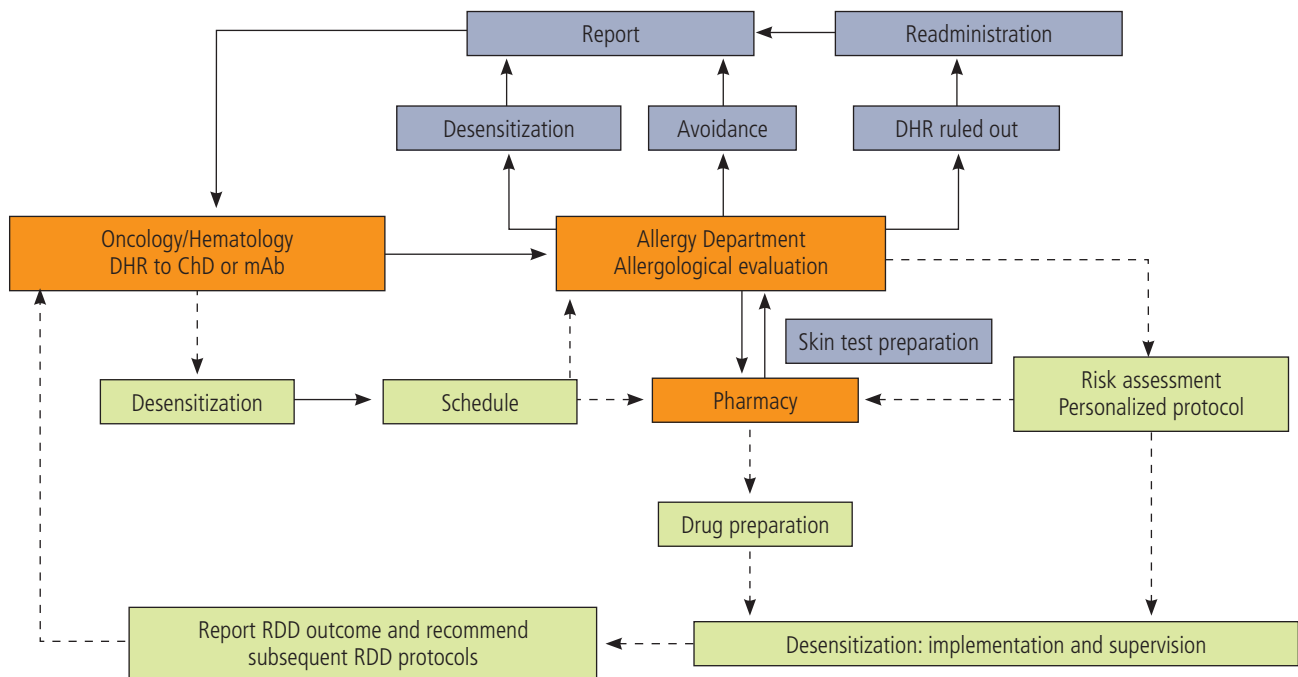 Report
Readministration
Desensitization
Avoidance
DHR ruled out
Oncology/Hematology
DHR to ChD or mAb
Allergy Department
Allergological evaluation
Skin test preparation
Desensitization
Schedule
Pharmacy
Risk assessment
Personalized protocol
Drug preparation
Report RDD outcome and recommend
subsequent RDD protocols
Desensitization: implementation and supervision